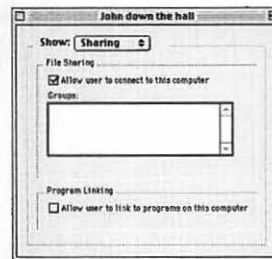 John down the hall
Show: Sharing
File Sharing
Allow user to connect to this computer
Groups:
Program Linking
Allow user to link to programs on this computer